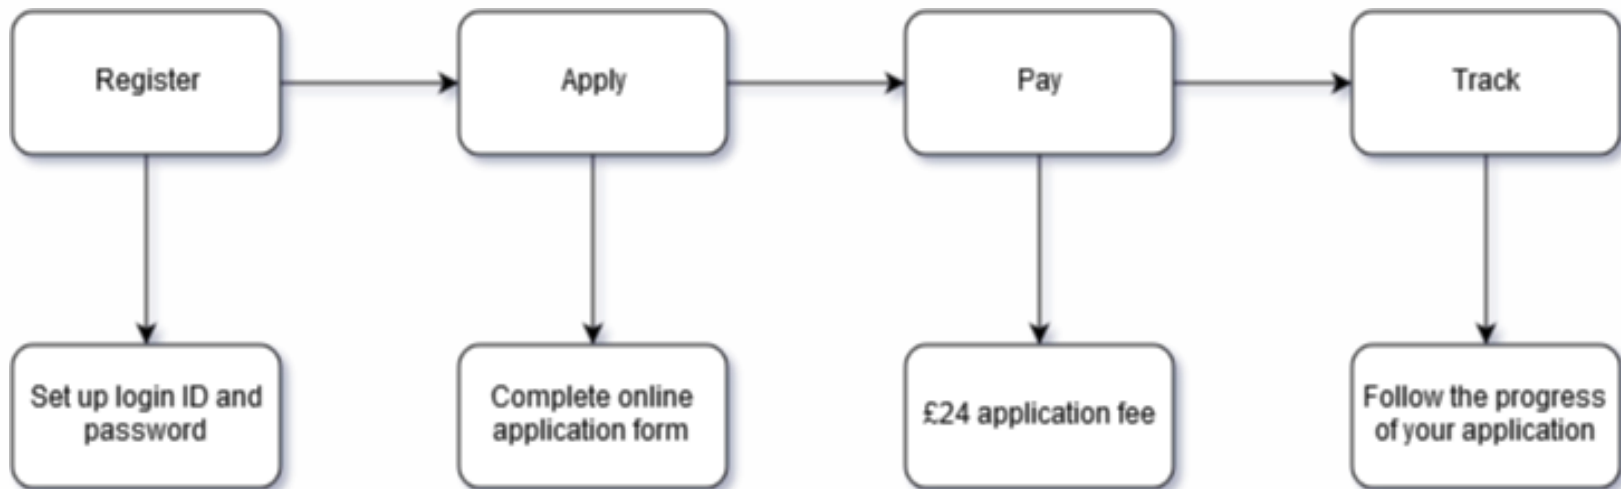 Register
Apply
Pay
Track
Set up login ID and
password
Complete online
application form
£24 application fee
Follow the progress
of your application